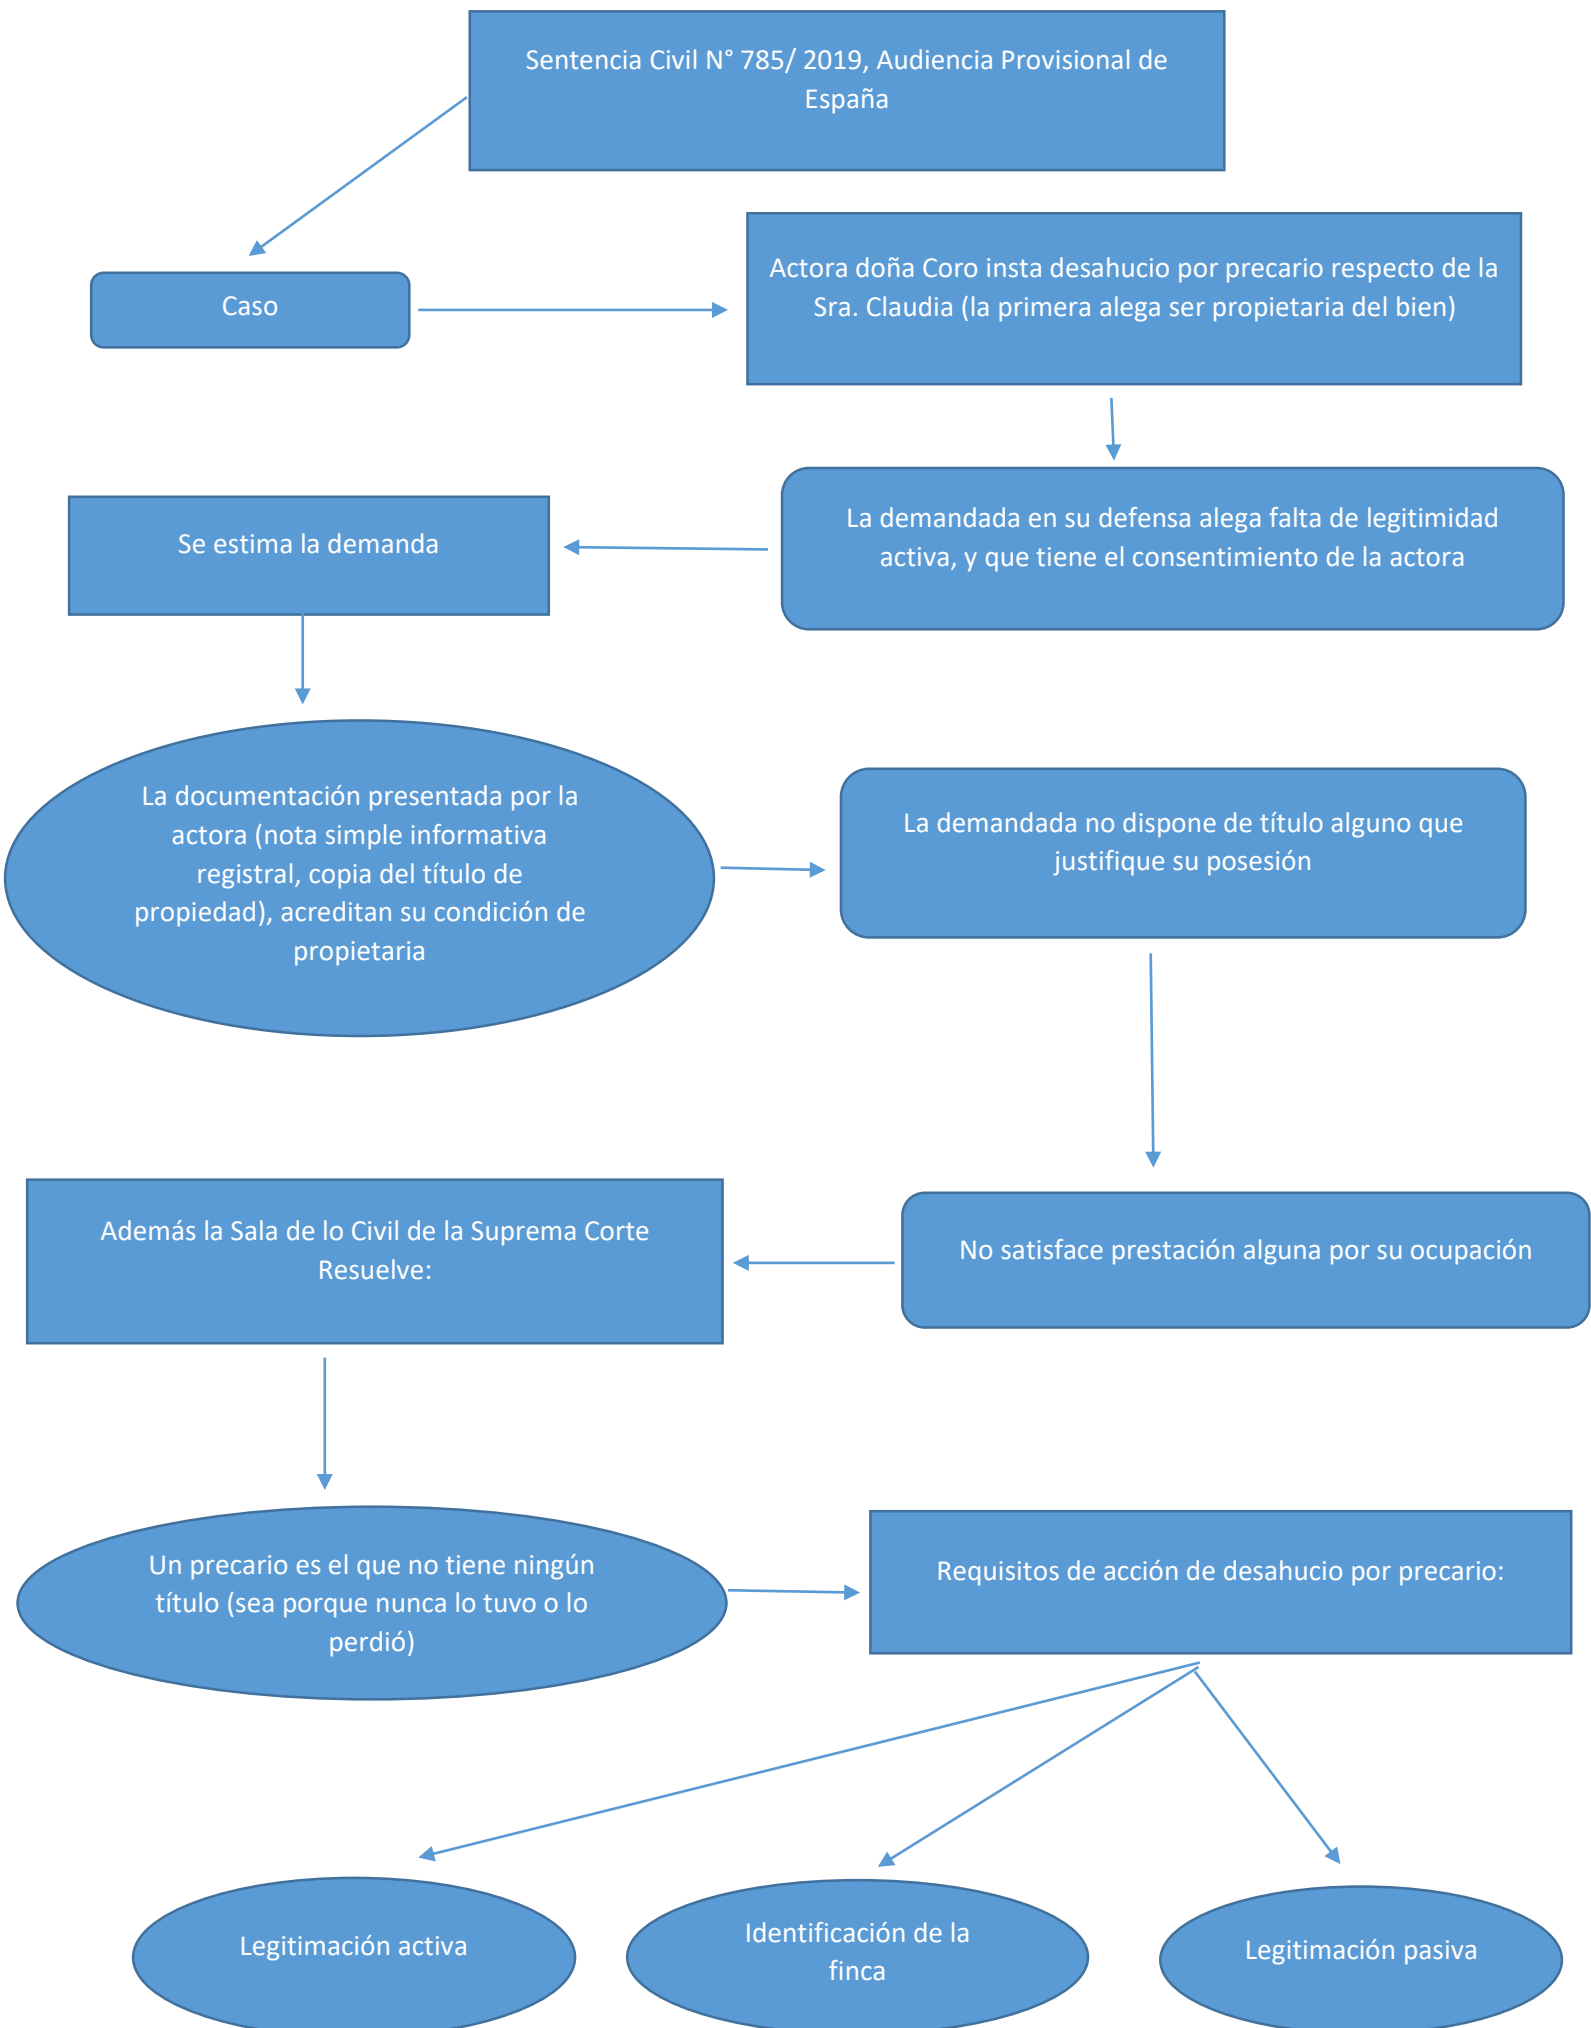 Sentencia Civil N° 785/ 2019, Audiencia Provisional de
España
Caso
Actora doña Coro insta desahucio por precario respecto de la
Sra. Claudia (la primera alega ser propietaria del bien)
La demandada en su defensa alega falta de legitimidad
activa, y que tiene el consentimiento de la actora
Se estima la demanda
La documentación presentada por la
actora (nota simple informativa
registral, copia del título de
propiedad), acreditan su condición de
propietaria
La demandada no dispone de título alguno que
justifique su posesión
No satisface prestación alguna por su ocupación
Además la Sala de lo Civil de la Suprema Corte
Resuelve:
Un precario es el que no tiene ningún
título (sea porque nunca lo tuvo o lo
perdió)
Requisitos de acción de desahucio por precario:
Legitimación activa
Identificación de la
finca
Legitimación pasiva